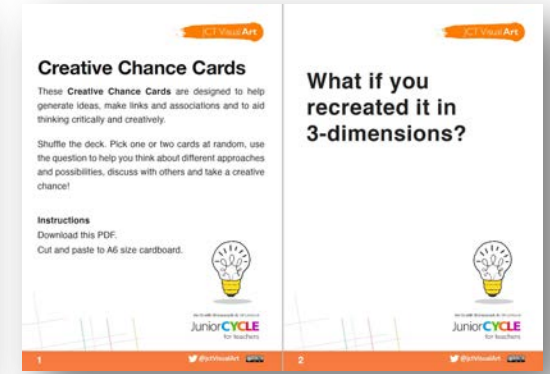 JCT Visual Art
Creative Chance Cards
These Creative Chance Cards are designed to help
generate ideas, make links and associations and to aid
thinking critically and creatively.
Shuffle the deck. Pick one or two cards at random, use
the question to help you think about different approaches
and possibilities, discuss with others and take a creative
chance!
Instructions
Download this PDF.
Cut and paste to A6 size cardboard.
JuniorCYCLE
for teachers
1
@jctVisualArt
JCT Visual Art
What if you
recreated it in
3-dimensions?
JuniorCYCLE
for teachers
2
@jctVisualArt